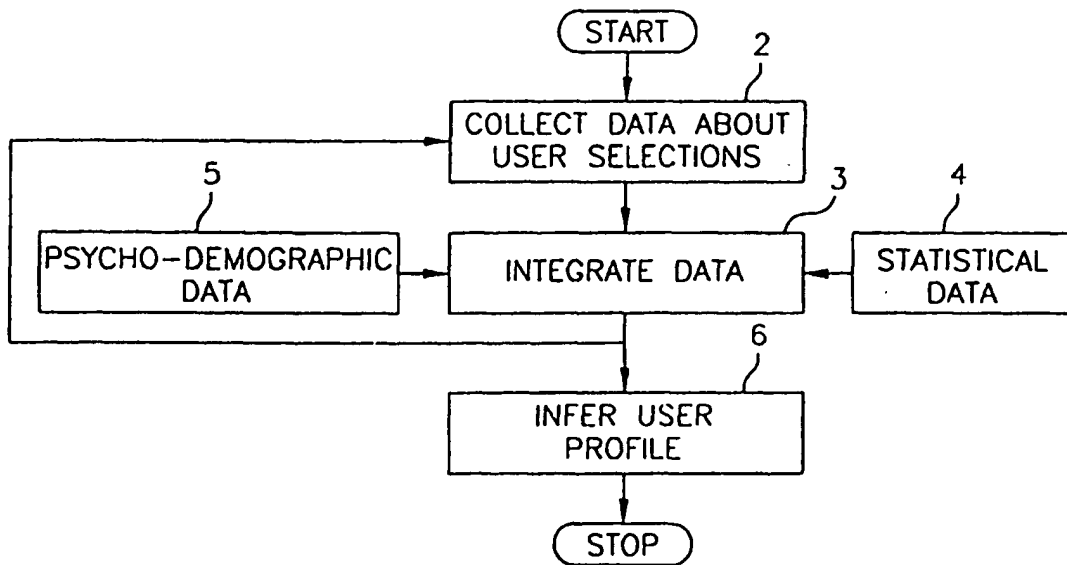 START
2
COLLECT DATA ABOUT
USER SELECTIONS
5
3
4
PSYCHO-DEMOGRAPHIC
DATA
INTEGRATE DATA
STATISTICAL
DATA
6
INFER USER
PROFILE
STOP